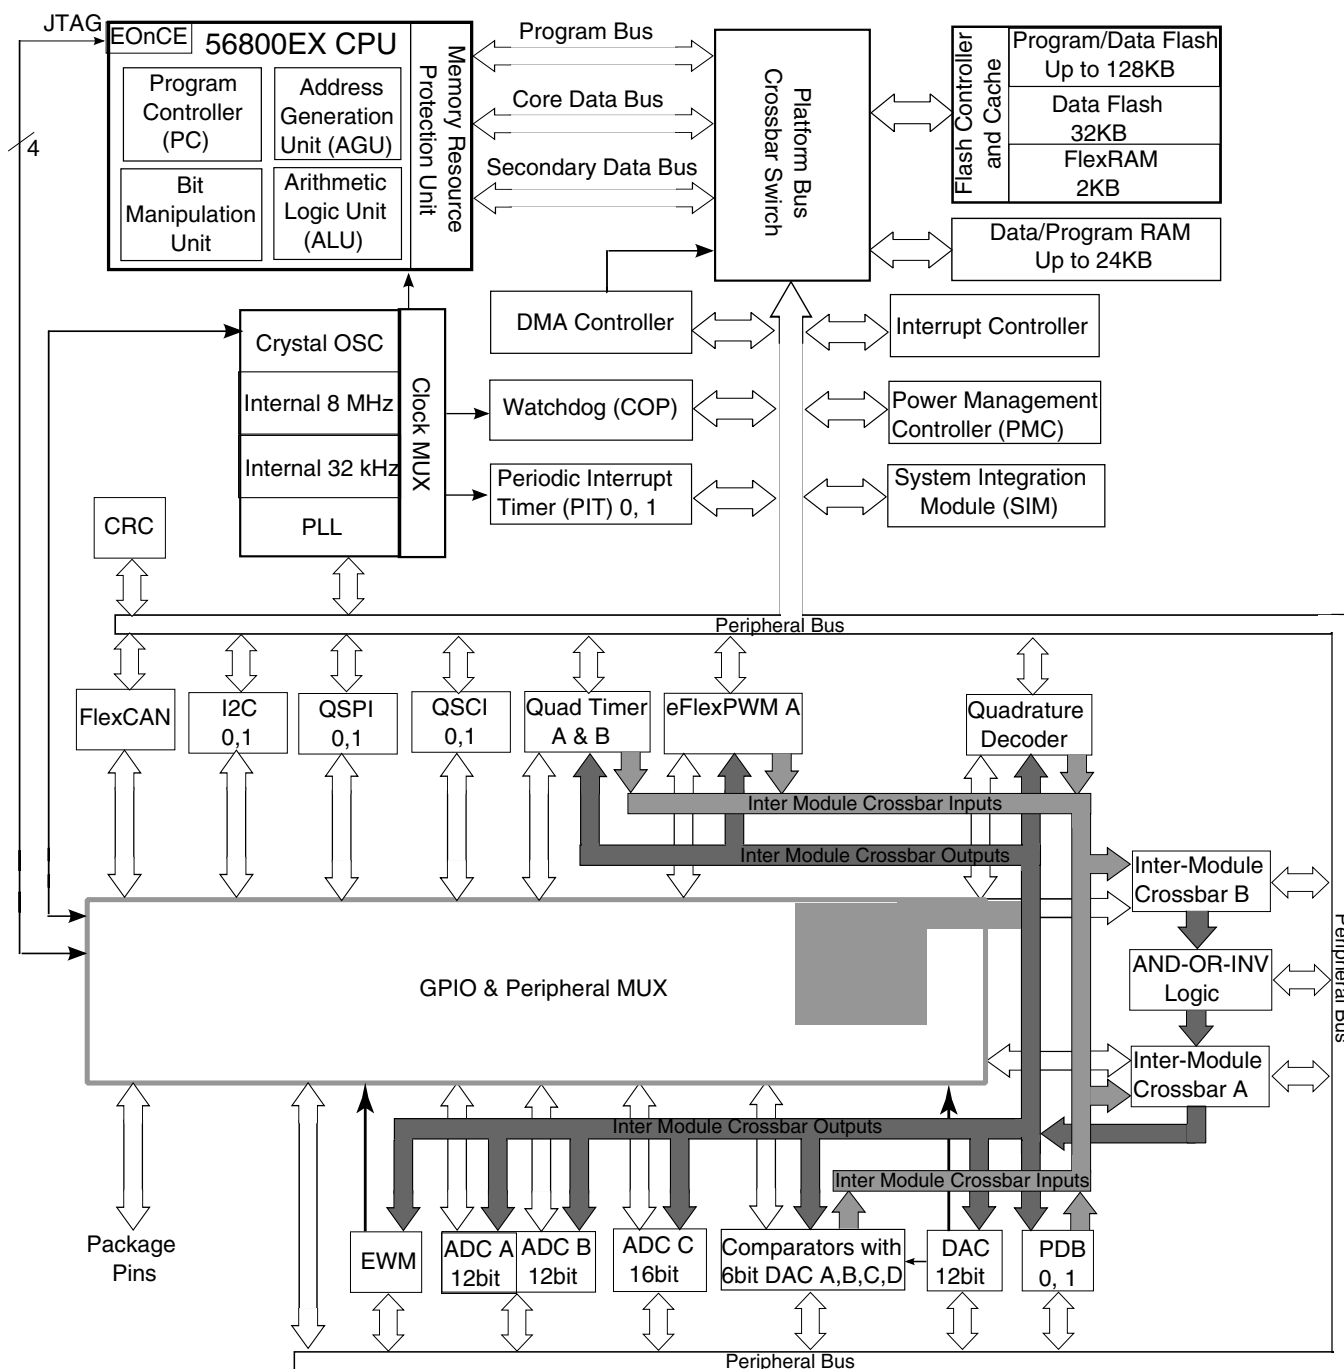 JTAG
EOnCE
56800EX CPU
Program
Controller
(PC)
Address
Generation
Unit (AGU)
Bit
Manipulation
Unit
Arithmetic
Logic Unit
(ALU)
Memory Resource
Protection Unit
4
Program Bus
Core Data Bus
Secondary Data Bus
Platform Bus
Crossbar Swirch
Flash Controller
and Cache
Program/Data Flash
Up to 128KB
Data Flash
32KB
FlexRAM
2KB
Data/Program RAM
Up to 24KB
Crystal OSC
Internal 8 MHz
Internal 32 kHz
PLL
Clock MUX
DMA Controller
Interrupt Controller
Watchdog (COP)
Power Management
Controller (PMC)
Periodic Interrupt
Timer (PIT) 0, 1
System Integration
Module (SIM)
CRC
Peripheral Bus
FlexCAN
I2C
0,1
QSPI
0,1
QSCI
0,1
Quad Timer
A & B
eFlexPWM A
Quadrature
Decoder
Inter Module Crossbar Inputs
Inter Module Crossbar Outputs
Inter-Module
Crossbar B
AND-OR-INV
Logic
Inter-Module
Crossbar A
Peripheral Bus
GPIO & Peripheral MUX
Inter Module Crossbar Outputs
Inter Module Crossbar Inputs
Package
Pins
EWM
ADC A
12bit
ADC B
12bit
ADC C
16bit
Comparators with
6bit DAC A,B,C,D
DAC
12bit
PDB
0, 1
Peripheral Bus